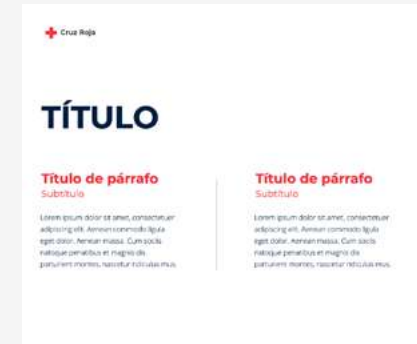 Cruz Roja
TÍTULO
Título de párrafo
Subtítulo
Lorem ipsum dolor sit amet, consectetuer
adipiscing elit. Aenean commodo ligula
eget dolor. Aenean massa. Cum sociis
natoque penatibus et magnis dis
parturient montes, nascetur ridiculus mus.
Título de párrafo
Subtítulo
Lorem ipsum dolor sit amet, consectetuer
adipiscing elit. Aenean commodo ligula
eget dolor. Aenean massa. Cum sociis
natoque penatibus et magnis dis
parturient montes, nascetur ridiculus mus.